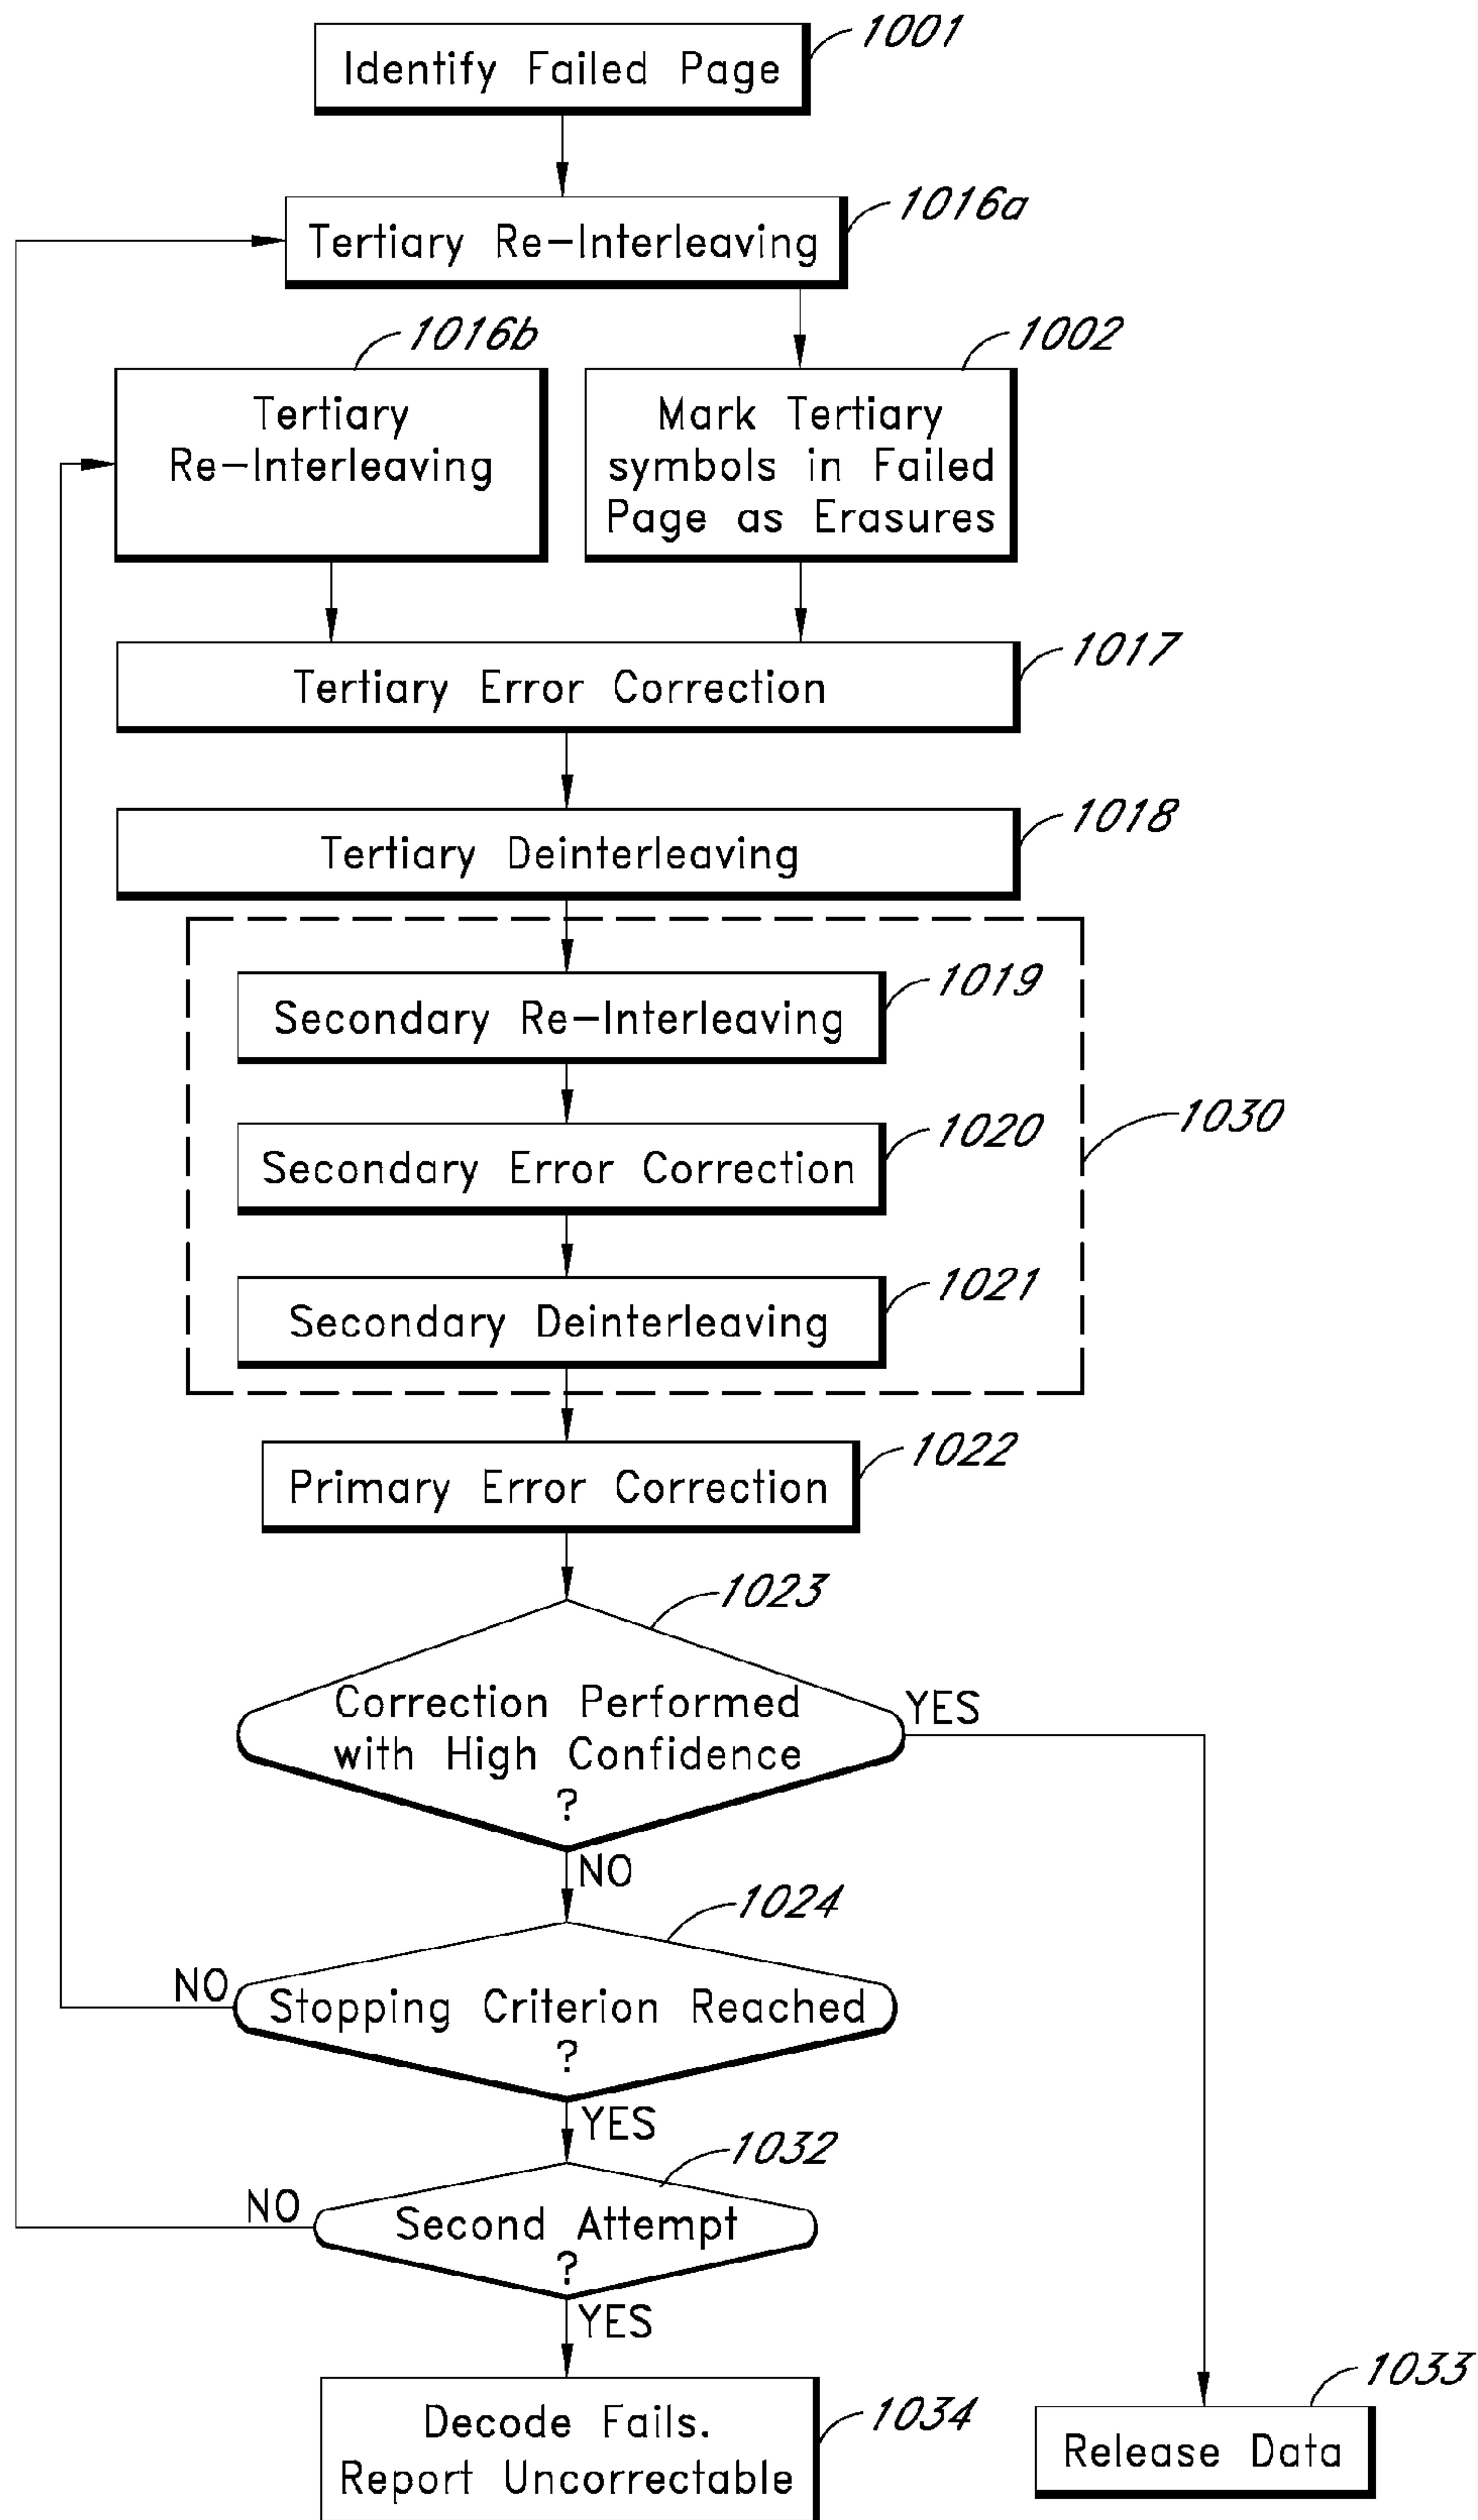 1001
Identify Failed Page
1016a
Tertiary Re-Interleaving
1016b
1002
Tertiary
Re-Interleaving
Mark Tertiary
symbols in Failed
Page as Erasures
1017
Tertiary Error Correction
1018
Tertiary Deinterleaving
1019
Secondary Re-Interleaving
1030
1020
Secondary Error Correction
1021
Secondary Deinterleaving
1022
Primary Error Correction
1023
Correction Performed
with High Confidence
?
YES
NO
1024
NO
Stopping Criterion Reached
?
YES
1032
NO
Second Attempt
?
YES
1033
1034
Decode Fails.
Report Uncorrectable
Release Data